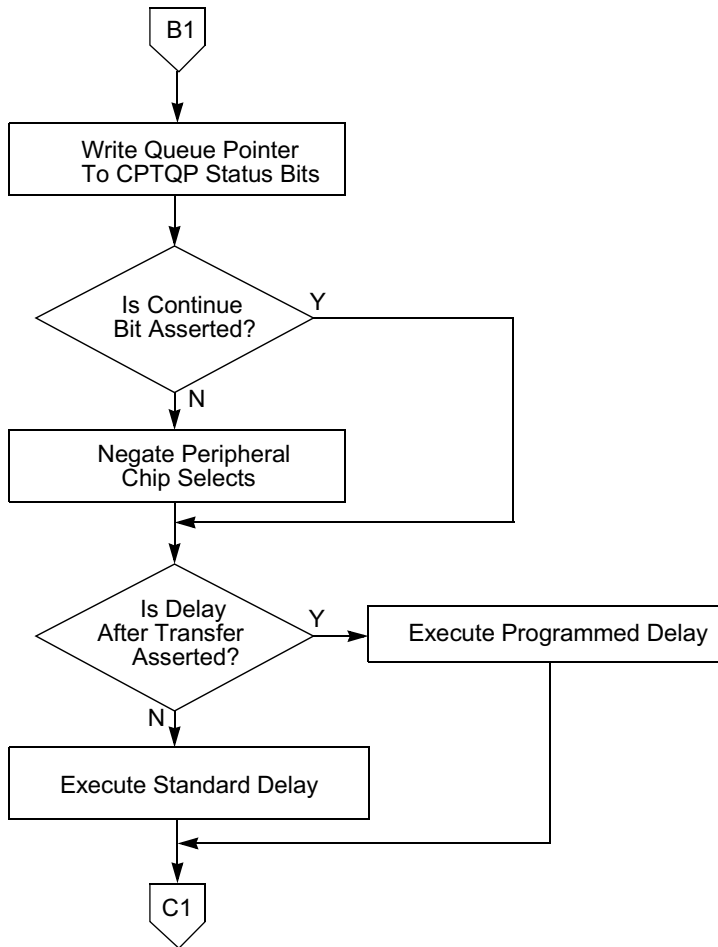 B1
Write Queue Pointer
To CPTQP Status Bits
Is Continue
Bit Asserted?
Y
N
Negate Peripheral
Chip Selects
Is Delay
After Transfer
Asserted?
Y
Execute Programmed Delay
N
Execute Standard Delay
C1